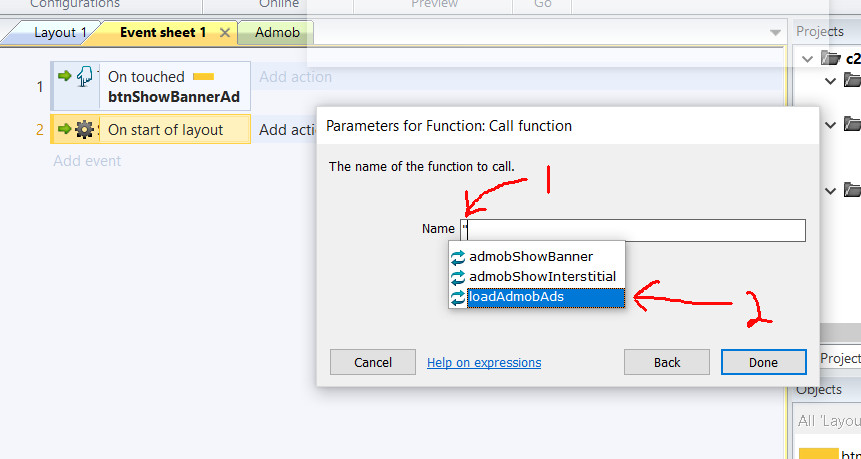 Configurations Online Preview Go
Layout 1 Event sheet 1 × Admob Projects
1 On touched Add action
btnShowBannerAd
2 On start of layout Add actio
Add event
Parameters for Function: Call function
The name of the function to call.
1
Name "
admobShowBanner
admobShowInterstitial
loadAdmobAds
2
Cancel Help on expressions Back Done
c2
Project
Objects
All 'Layou
btn